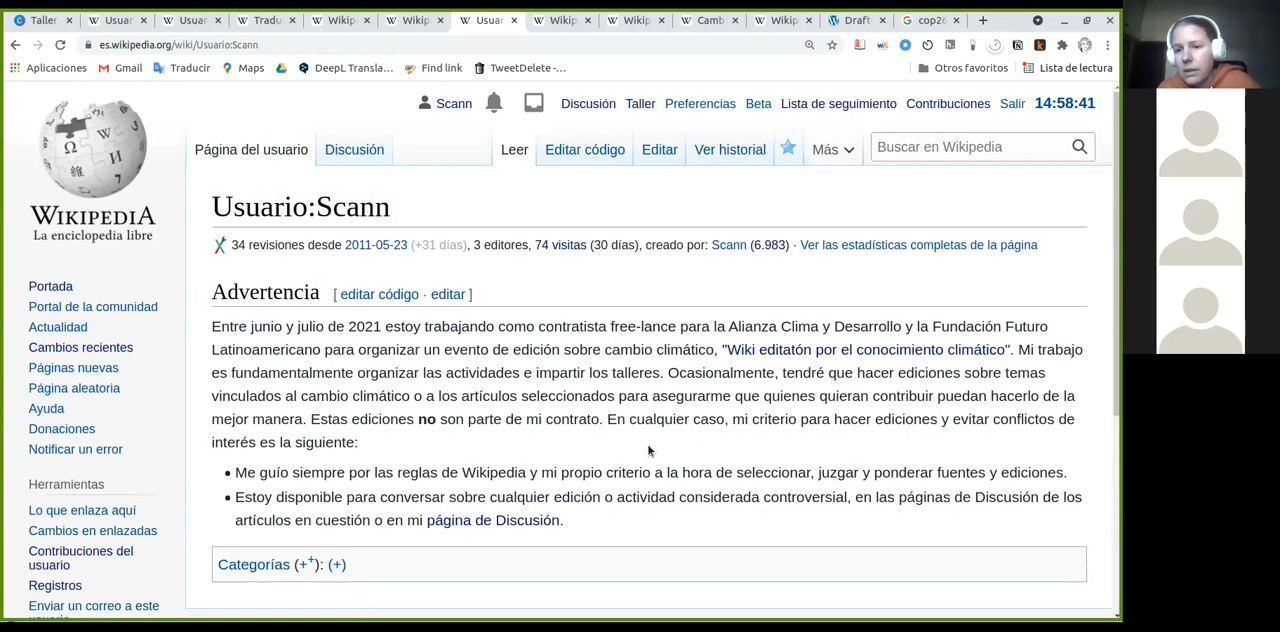 Taller
Usuar
Usuar
Tradu
Wikip
Wikip
Usuar
Wikip
Wikip
Camb
Wikip
Draft
cop26
es.wikipedia.org/wiki/Usuario:Scann
Aplicaciones
Gmail
Traducir
Maps
DeepL Transla...
Find link
TweetDelete -...
Otros favoritos
Lista de lectura
Scann
Discusión Taller Preferencias Beta Lista de seguimiento Contribuciones Salir 14:58:41
Página del usuario Discusión Leer Editar código Editar Ver historial Más Buscar en Wikipedia
WIKIPEDIA
La enciclopedia libre
Portada
Portal de la comunidad
Actualidad
Cambios recientes
Páginas nuevas
Página aleatoria
Ayuda
Donaciones
Notificar un error
Herramientas
Lo que enlaza aquí
Cambios en enlazadas
Contribuciones del
usuario
Registros
Enviar un correo a este
Usuario:Scann
34 revisiones desde 2011-05-23 (+31 días), 3 editores, 74 visitas (30 días), creado por: Scann (6.983) · Ver las estadísticas completas de la página
Advertencia [ editar código · editar ]
Entre junio y julio de 2021 estoy trabajando como contratista free-lance para la Alianza Clima y Desarrollo y la Fundación Futuro
Latinoamericano para organizar un evento de edición sobre cambio climático, "Wiki editatón por el conocimiento climático". Mi trabajo
es fundamentalmente organizar las actividades e impartir los talleres. Ocasionalmente, tendré que hacer ediciones sobre temas
vinculados al cambio climático o a los artículos seleccionados para asegurarme que quienes quieran contribuir puedan hacerlo de la
mejor manera. Estas ediciones no son parte de mi contrato. En cualquier caso, mi criterio para hacer ediciones y evitar conflictos de
interés es la siguiente:
• Me guío siempre por las reglas de Wikipedia y mi propio criterio a la hora de seleccionar, juzgar y ponderar fuentes y ediciones.
• Estoy disponible para conversar sobre cualquier edición o actividad considerada controversial, en las páginas de Discusión de los
artículos en cuestión o en mi página de Discusión.
Categorías (++): (+)